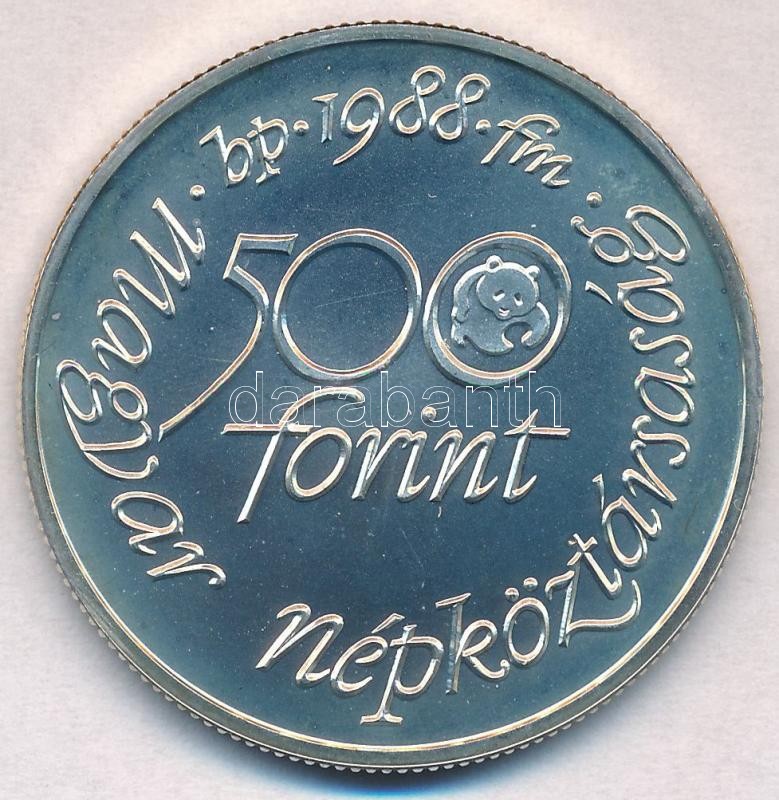 Magyar népköztársaság · bp · 1988 · fm ·
500
forint
darabanth